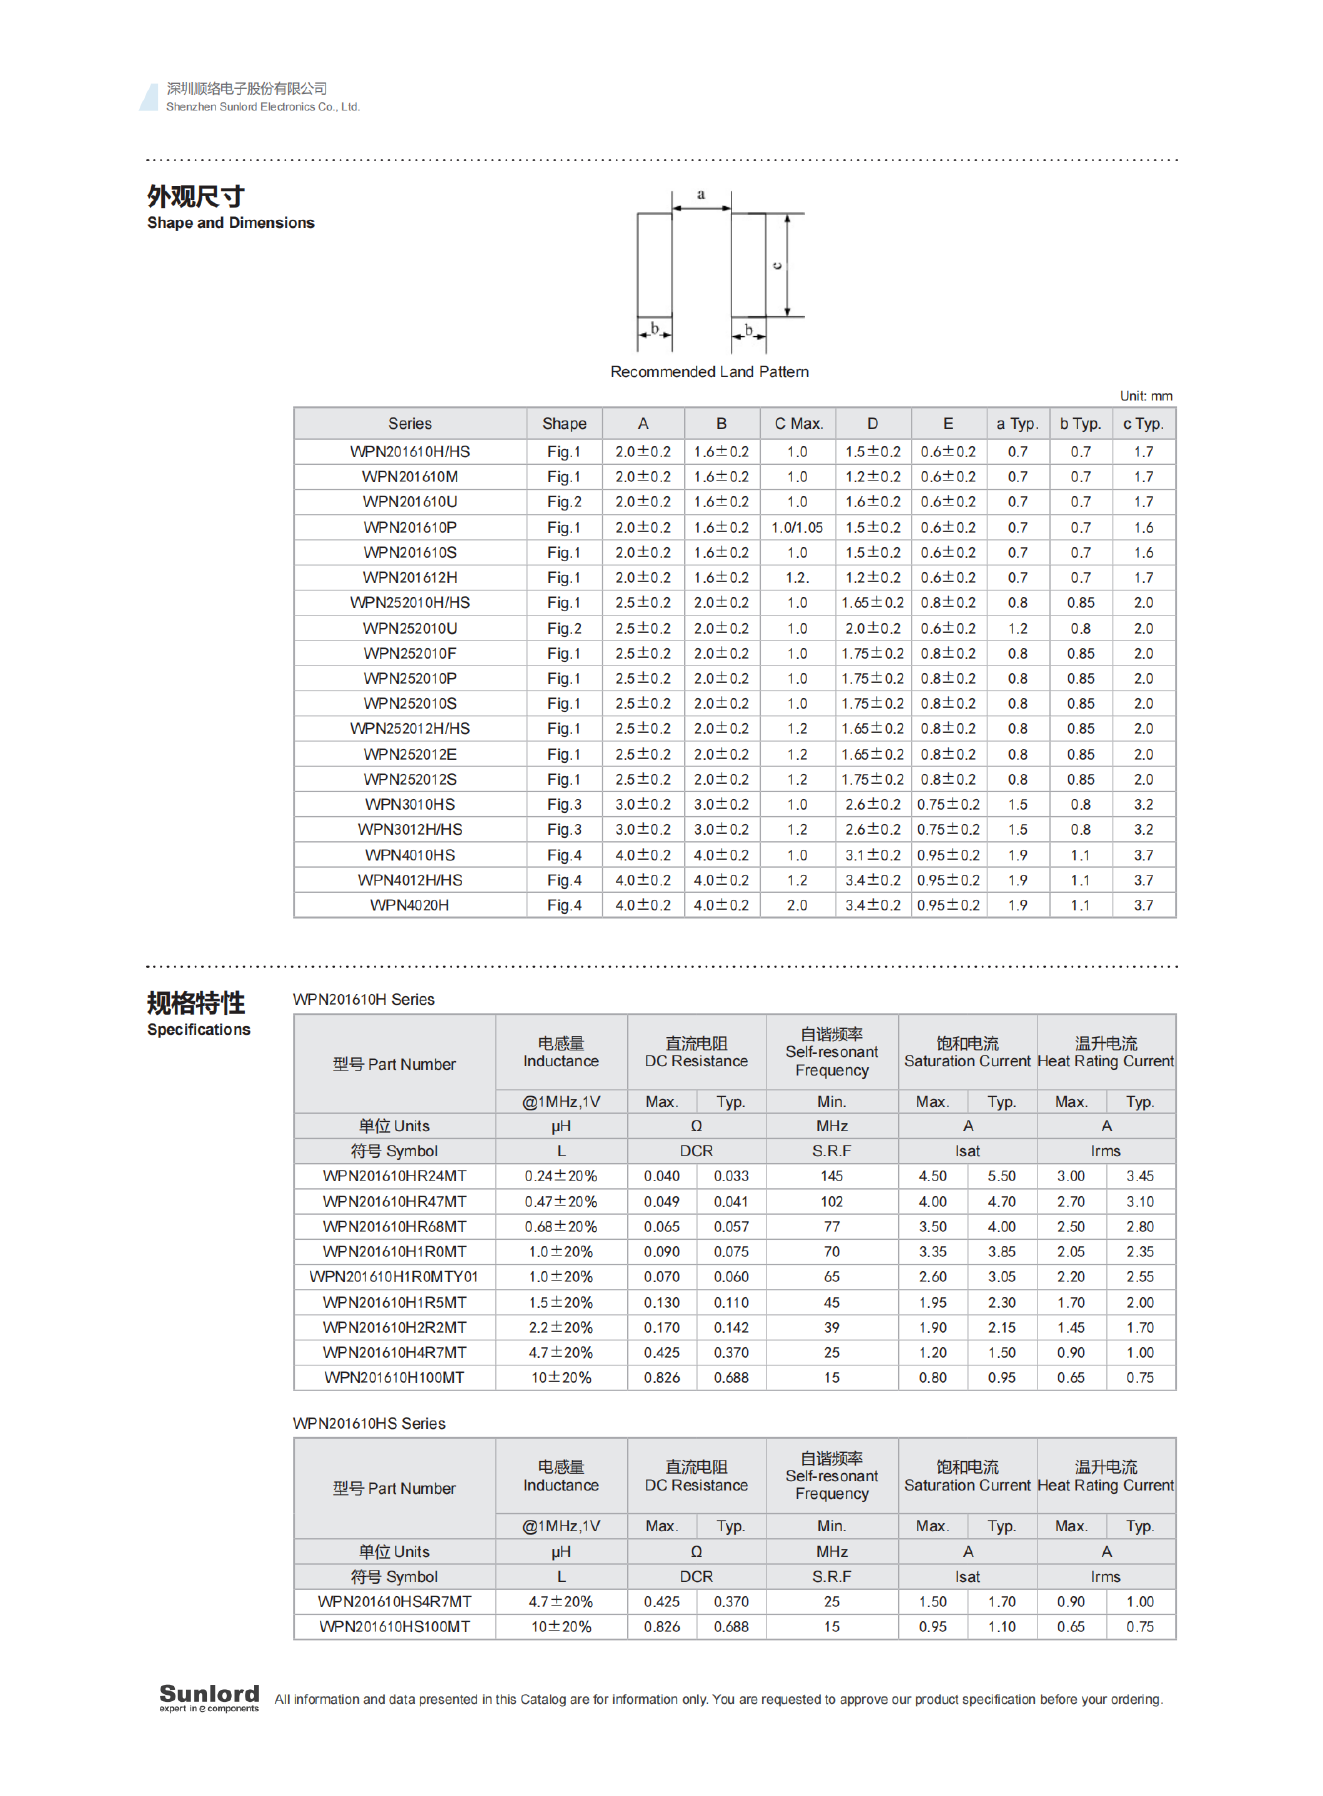 深圳顺络电子股份有限公司
Shenzhen Sunlord Electronics Co., Ltd.
外观尺寸
Shape and Dimensions
a
c
b b
Recommended Land Pattern
Unit: mm
Series Shape A B C Max. D E a Typ. b Typ. c Typ.
WPN201610H/HS Fig.1 2.0±0.2 1.6±0.2 1.0 1.5±0.2 0.6±0.2 0.7 0.7 1.7
WPN201610M Fig.1 2.0±0.2 1.6±0.2 1.0 1.2±0.2 0.6±0.2 0.7 0.7 1.7
WPN201610U Fig.2 2.0±0.2 1.6±0.2 1.0 1.6±0.2 0.6±0.2 0.7 0.7 1.7
WPN201610P Fig.1 2.0±0.2 1.6±0.2 1.0/1.05 1.5±0.2 0.6±0.2 0.7 0.7 1.6
WPN201610S Fig.1 2.0±0.2 1.6±0.2 1.0 1.5±0.2 0.6±0.2 0.7 0.7 1.6
WPN201612H Fig.1 2.0±0.2 1.6±0.2 1.2. 1.2±0.2 0.6±0.2 0.7 0.7 1.7
WPN252010H/HS Fig.1 2.5±0.2 2.0±0.2 1.0 1.65±0.2 0.8±0.2 0.8 0.85 2.0
WPN252010U Fig.2 2.5±0.2 2.0±0.2 1.0 2.0±0.2 0.6±0.2 1.2 0.8 2.0
WPN252010F Fig.1 2.5±0.2 2.0±0.2 1.0 1.75±0.2 0.8±0.2 0.8 0.85 2.0
WPN252010P Fig.1 2.5±0.2 2.0±0.2 1.0 1.75±0.2 0.8±0.2 0.8 0.85 2.0
WPN252010S Fig.1 2.5±0.2 2.0±0.2 1.0 1.75±0.2 0.8±0.2 0.8 0.85 2.0
WPN252012H/HS Fig.1 2.5±0.2 2.0±0.2 1.2 1.65±0.2 0.8±0.2 0.8 0.85 2.0
WPN252012E Fig.1 2.5±0.2 2.0±0.2 1.2 1.65±0.2 0.8±0.2 0.8 0.85 2.0
WPN252012S Fig.1 2.5±0.2 2.0±0.2 1.2 1.75±0.2 0.8±0.2 0.8 0.85 2.0
WPN3010HS Fig.3 3.0±0.2 3.0±0.2 1.0 2.6±0.2 0.75±0.2 1.5 0.8 3.2
WPN3012H/HS Fig.3 3.0±0.2 3.0±0.2 1.2 2.6±0.2 0.75±0.2 1.5 0.8 3.2
WPN4010HS Fig.4 4.0±0.2 4.0±0.2 1.0 3.1±0.2 0.95±0.2 1.9 1.1 3.7
WPN4012H/HS Fig.4 4.0±0.2 4.0±0.2 1.2 3.4±0.2 0.95±0.2 1.9 1.1 3.7
WPN4020H Fig.4 4.0±0.2 4.0±0.2 2.0 3.4±0.2 0.95±0.2 1.9 1.1 3.7
规格特性
Specifications
WPN201610H Series
型号 Part Number 电感量 Inductance 直流电阻 DC Resistance 自谐频率 Self-resonant Frequency 饱和电流 Saturation Current 温升电流 Heat Rating Current
@1MHz,1V Max. Typ. Min. Max. Typ. Max. Typ.
单位 Units μH Ω MHz A A
符号 Symbol L DCR S.R.F Isat Irms
WPN201610HR24MT 0.24±20% 0.040 0.033 145 4.50 5.50 3.00 3.45
WPN201610HR47MT 0.47±20% 0.049 0.041 102 4.00 4.70 2.70 3.10
WPN201610HR68MT 0.68±20% 0.065 0.057 77 3.50 4.00 2.50 2.80
WPN201610H1R0MT 1.0±20% 0.090 0.075 70 3.35 3.85 2.05 2.35
WPN201610H1R0MTY01 1.0±20% 0.070 0.060 65 2.60 3.05 2.20 2.55
WPN201610H1R5MT 1.5±20% 0.130 0.110 45 1.95 2.30 1.70 2.00
WPN201610H2R2MT 2.2±20% 0.170 0.142 39 1.90 2.15 1.45 1.70
WPN201610H4R7MT 4.7±20% 0.425 0.370 25 1.20 1.50 0.90 1.00
WPN201610H100MT 10±20% 0.826 0.688 15 0.80 0.95 0.65 0.75
WPN201610HS Series
型号 Part Number 电感量 Inductance 直流电阻 DC Resistance 自谐频率 Self-resonant Frequency 饱和电流 Saturation Current 温升电流 Heat Rating Current
@1MHz,1V Max. Typ. Min. Max. Typ. Max. Typ.
单位 Units μH Ω MHz A A
符号 Symbol L DCR S.R.F Isat Irms
WPN201610HS4R7MT 4.7±20% 0.425 0.370 25 1.50 1.70 0.90 1.00
WPN201610HS100MT 10±20% 0.826 0.688 15 0.95 1.10 0.65 0.75
Sunlord
expert in e components
All information and data presented in this Catalog are for information only. You are requested to approve our product specification before your ordering.